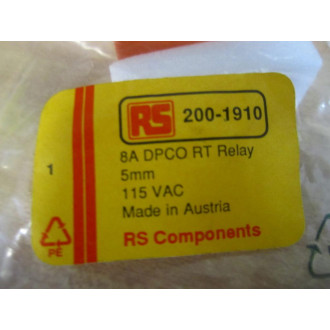 RS 200-1910
8A DPCO RT Relay
5mm
115 VAC
Made in Austria
RS Components
1
PE